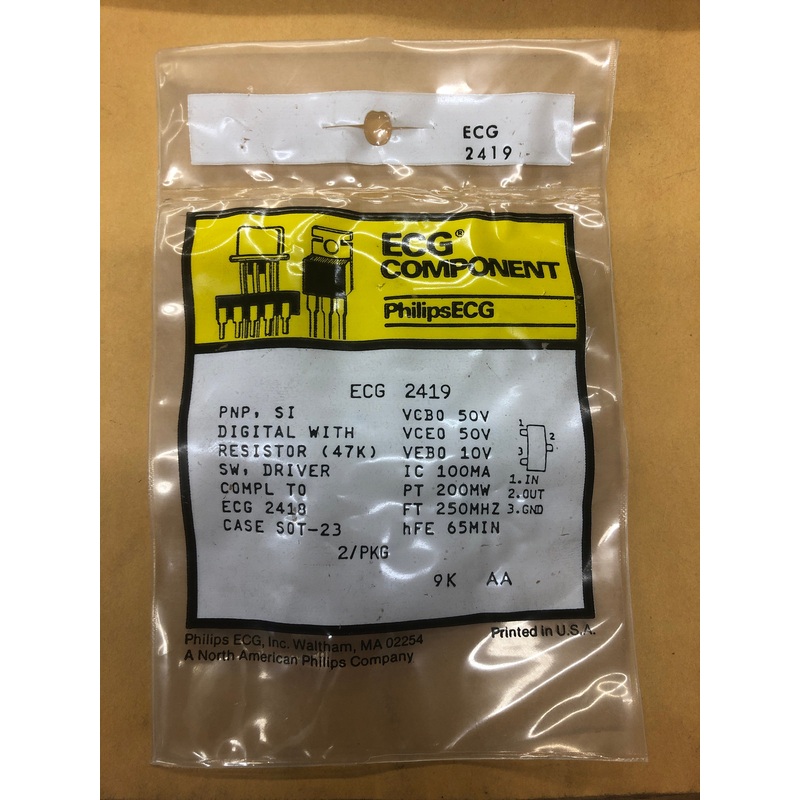 ECG
2419
ECG®
COMPONENT
PhilipsECG
ECG 2419
PNP, SI VCBO 50V
DIGITAL WITH VCEO 50V
RESISTOR (47K) VEBO 10V
SW, DRIVER IC 100MA
COMPL TO PT 200MW
ECG 2418 FT 250MHZ
CASE SOT-23 hFE 65MIN
1
2
3
1.IN
2.OUT
3.GND
2/PKG
9K AA
Philips ECG, Inc. Waltham, MA 02254
A North American Philips Company
Printed in U.S.A.